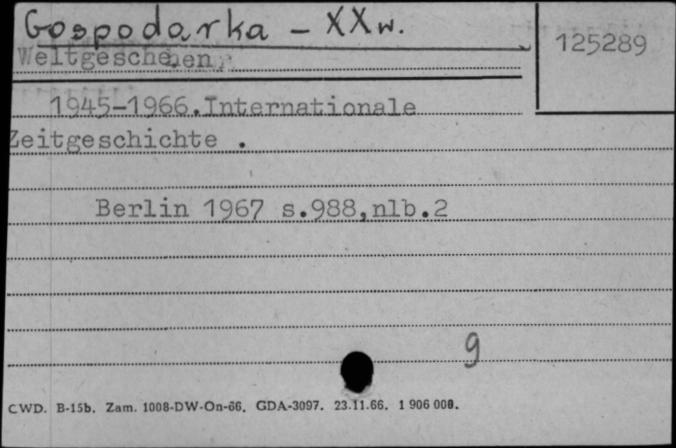 Gospodarka - XX w.
125289
Weltgeschehen
1945-1966.Internationale
Zeitgeschichte .
Berlin 1967 s.988,nlb.2
9
CWD. B-15b. Zam. 1008-DW-On-66. GDA-3097. 23.11.66. 1 906 000.